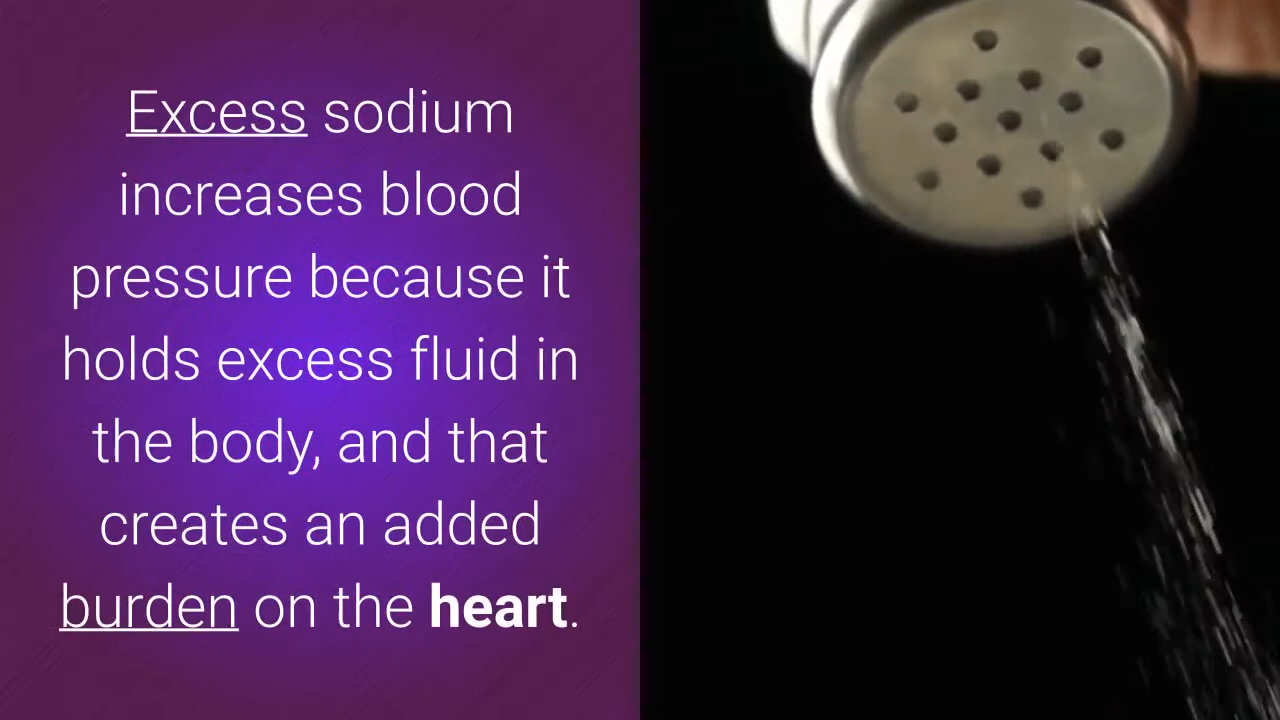 Excess sodium
increases blood
pressure because it
holds excess fluid in
the body, and that
creates an added
burden on the heart.